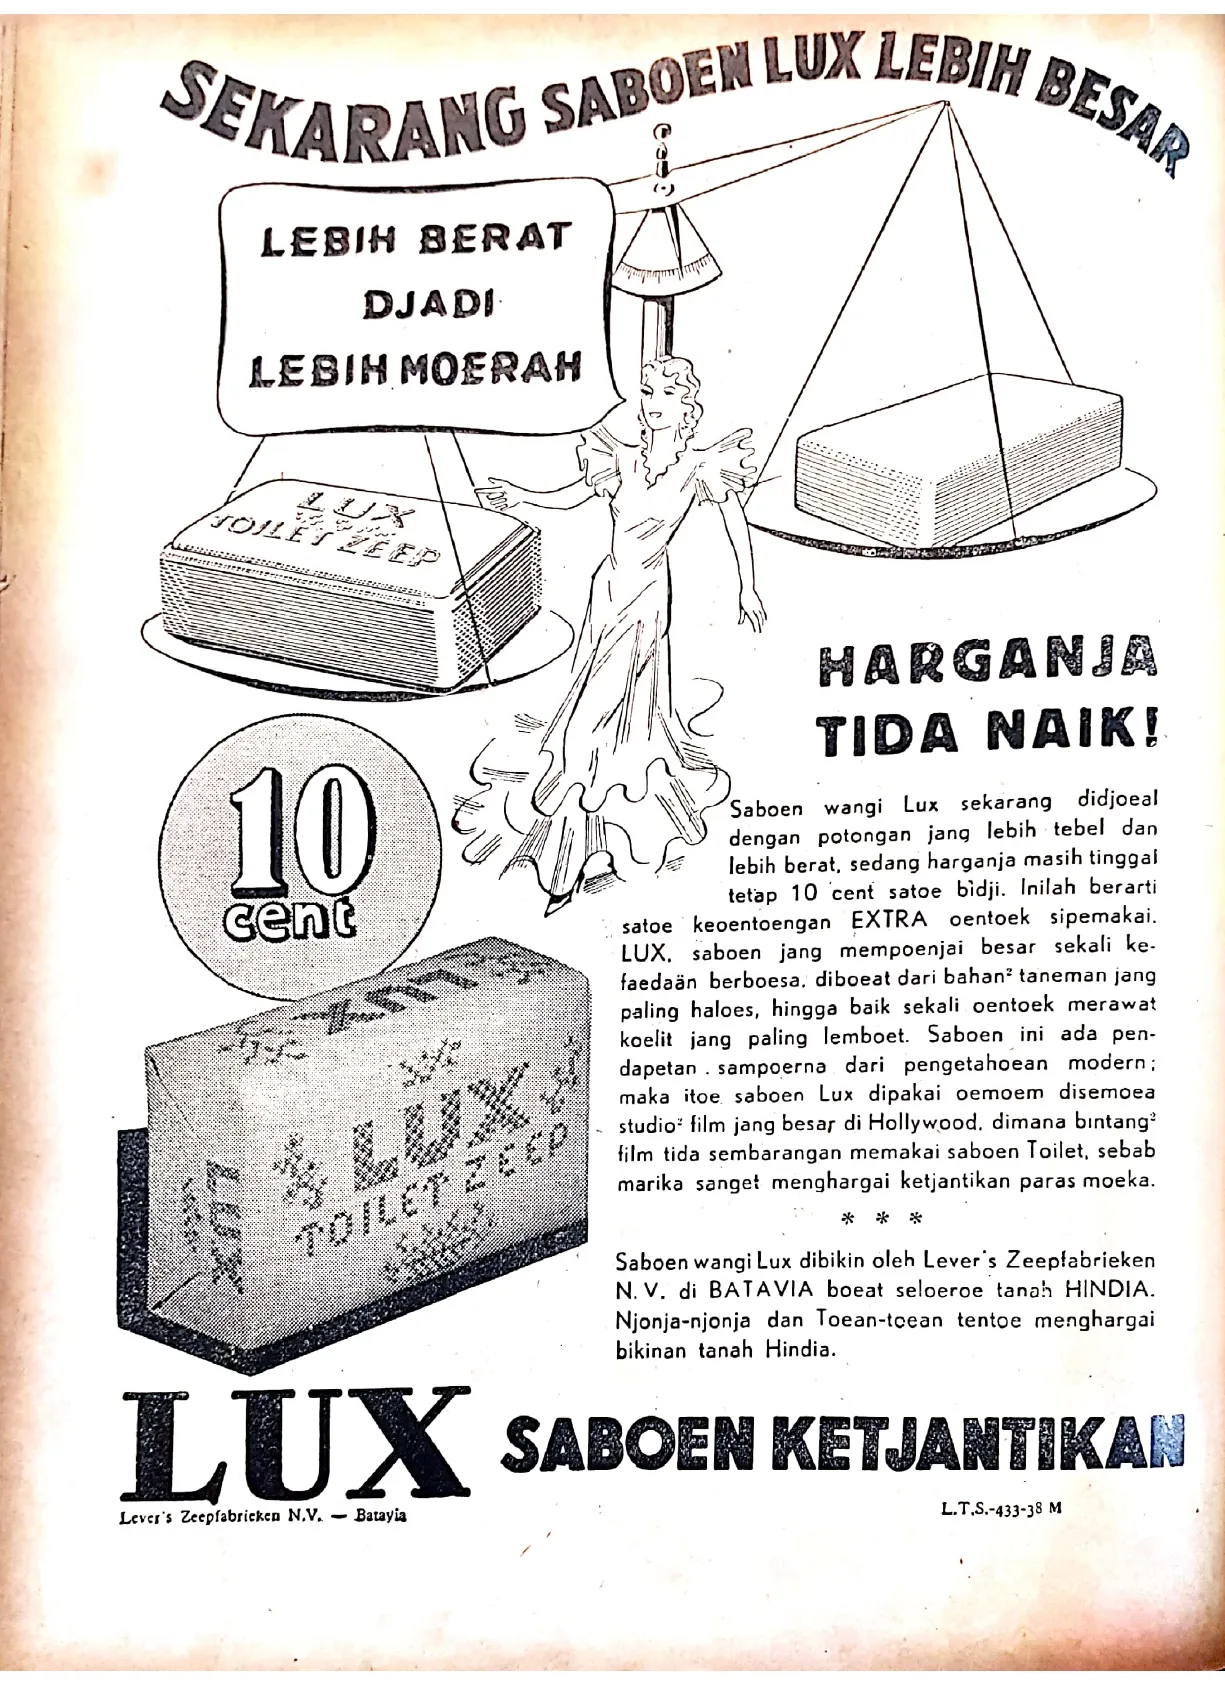 SEKARANG SABOEN LUX LEBIH BESAR
LEBIH BERAT
DJADI
LEBIH MOERAH
LUX
TOILET ZEEP
HARGANJA
TIDA NAIK!
10
cent
Saboen wangi Lux sekarang didjoeal
dengan potongan jang lebih tebel dan
lebih berat, sedang harganja masih tinggal
tetap 10 cent satoe bidji. Inilah berarti
satoe keoentoengan EXTRA oentoek sipemakai.
LUX, saboen jang mempoenjai besar sekali ke-
faedaän berboesa, diboeat dari bahan² taneman jang
paling haloes, hingga baik sekali oentoek merawat
koelit jang paling lemboet. Saboen ini ada pen-
dapetan sampoerna dari pengetahoean modern;
maka itoe saboen Lux dipakai oemoem disemoea
studio² film jang besar di Hollywood, dimana bintang²
film tida sembarangan memakai saboen Toilet, sebab
marika sanget menghargai ketjantikan paras moeka.
* * *
Saboen wangi Lux dibikin oleh Lever's Zeepfabrieken
N.V. di BATAVIA boeat seloeroe tanah HINDIA.
Njonja-njonja dan Toean-toean tentoe menghargai
bikinan tanah Hindia.
LUX
LUX
LUX
TOILET ZEEP
LUX SABOEN KETJANTIKAN
Lever's Zeepfabrieken N.V. — Batavia
L.T.S.-433-38 M